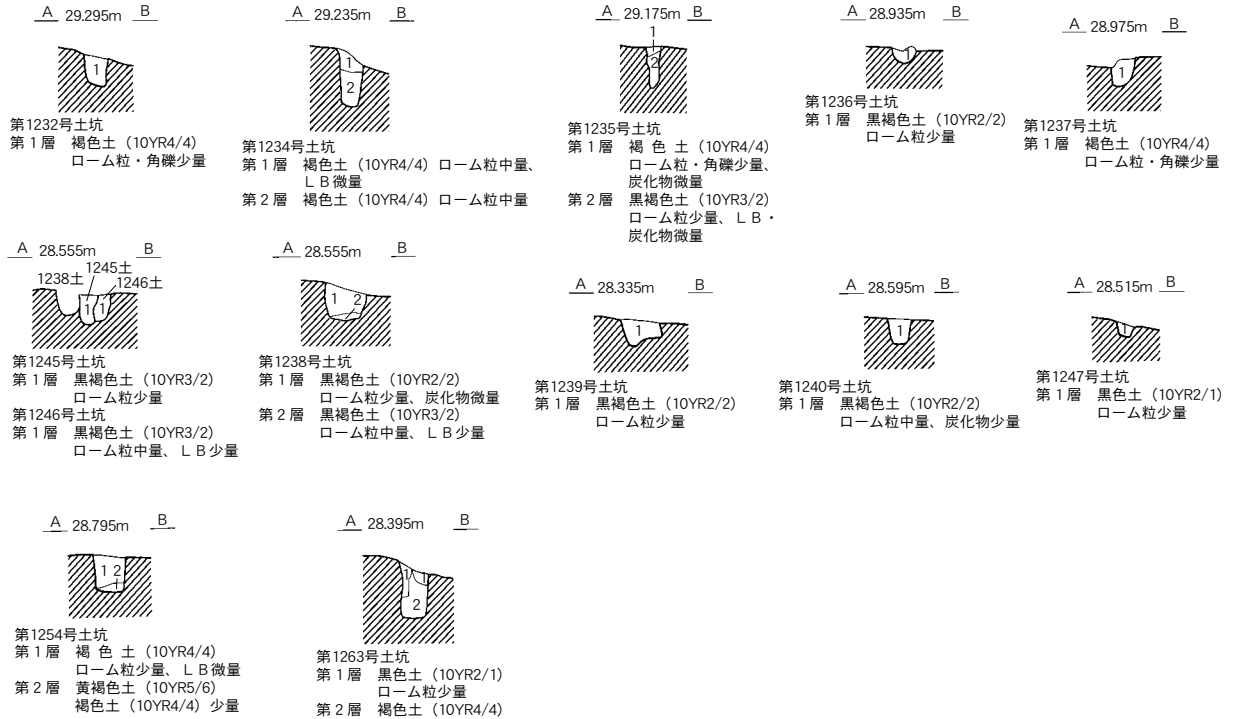 A 29.295m B
1
第1232号土坑
第1層 褐色土（10YR4/4）
ローム粒・角礫少量
A 29.235m B
1
2
第1234号土坑
第1層 褐色土（10YR4/4）ローム粒中量、
ＬＢ微量
第2層 褐色土（10YR4/4）ローム粒中量
A 29.175m B
1
2
第1235号土坑
第1層 褐 色 土（10YR4/4）
ローム粒・角礫少量、
炭化物微量
第2層 黒褐色土（10YR3/2）
ローム粒少量、ＬＢ・
炭化物微量
A 28.935m B
1
第1236号土坑
第1層 黒褐色土（10YR2/2）
ローム粒少量
A 28.975m B
1
第1237号土坑
第1層 褐色土（10YR4/4）
ローム粒・角礫少量
A 28.555m B
1245土
1238土 1246土
1 1
第1245号土坑
第1層 黒褐色土（10YR3/2）
ローム粒少量
第1246号土坑
第1層 黒褐色土（10YR3/2）
ローム粒中量、ＬＢ少量
A 28.555m B
1 2
第1238号土坑
第1層 黒褐色土（10YR2/2）
ローム粒少量、炭化物微量
第2層 黒褐色土（10YR3/2）
ローム粒中量、ＬＢ少量
A 28.335m B
1
第1239号土坑
第1層 黒褐色土（10YR2/2）
ローム粒少量
A 28.595m B
1
第1240号土坑
第1層 黒褐色土（10YR2/2）
ローム粒中量、炭化物少量
A 28.515m B
1
第1247号土坑
第1層 黒色土（10YR2/1）
ローム粒少量
A 28.795m B
1 2
第1254号土坑
第1層 褐 色 土（10YR4/4）
ローム粒少量、ＬＢ微量
第2層 黄褐色土（10YR5/6）
褐色土（10YR4/4）少量
A 28.395m B
1 1
2
第1263号土坑
第1層 黒色土（10YR2/1）
ローム粒少量
第2層 褐色土（10YR4/4）